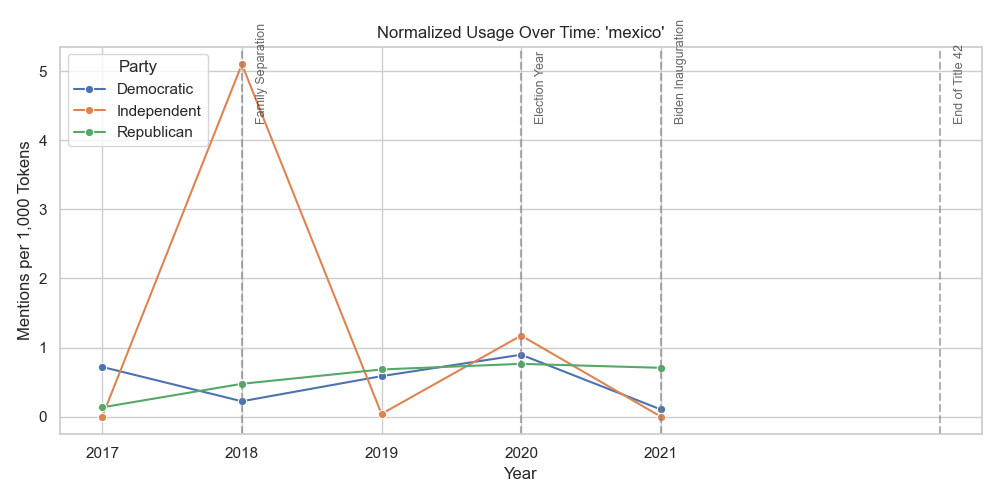 Normalized Usage Over Time: 'mexico'
Party
Democratic
Independent
Republican
Family Separation
Election Year
Biden Inauguration
End of Title 42
Mentions per 1,000 Tokens
5
4
3
2
1
0
2017
2018
2019
2020
2021
Year